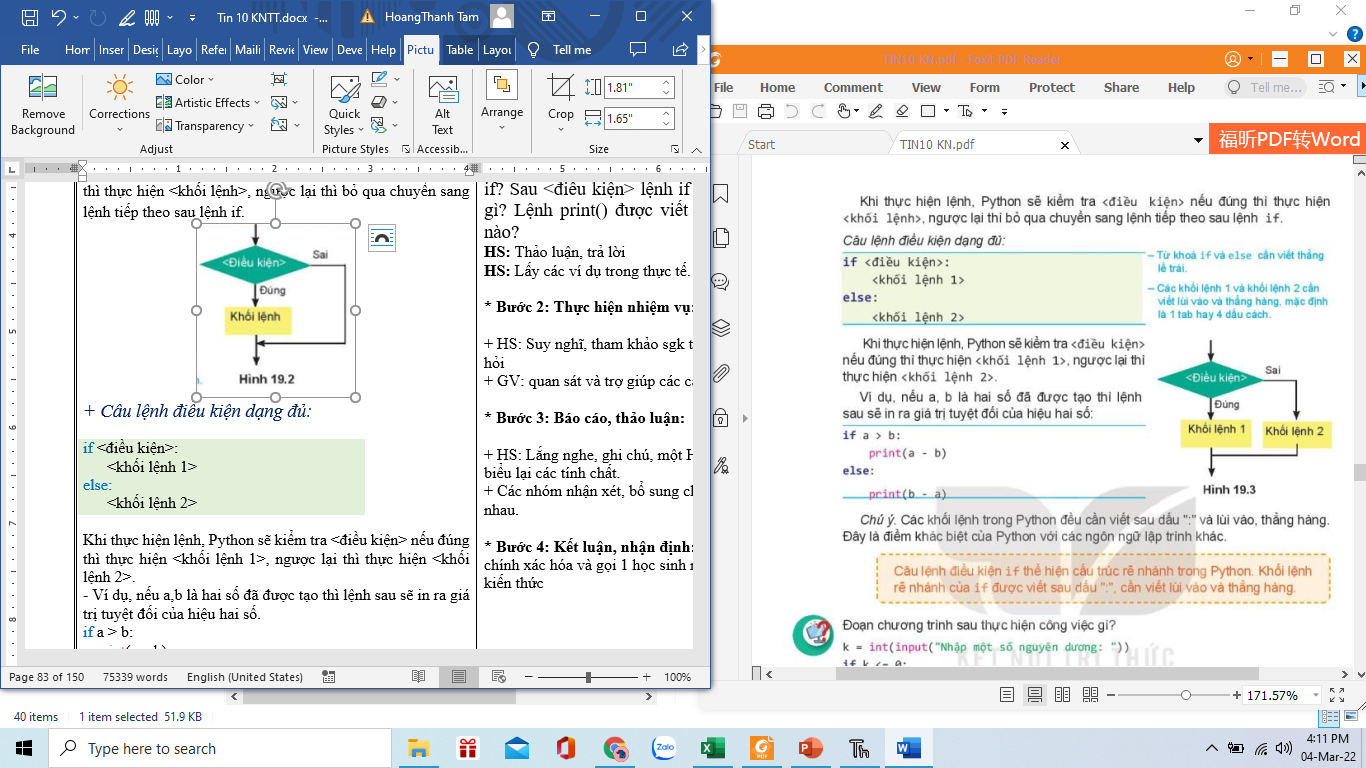 Tin 10 KNTT.docx - ...
HoangThanh Tam
File Hom Inser Desig Layo Refer Maili Revie View Deve Help Pictu Table Layou Tell me
Remove Background
Corrections
Color
Artistic Effects
Transparency
Adjust
Quick Styles
Picture Styles
Alt Text
Accessib...
Arrange
Crop
1.81"
1.65"
Size
thì thực hiện <khối lệnh>, ngược lại thì bỏ qua chuyển sang
lệnh tiếp theo sau lệnh if.
<Điều kiện>
Sai
Đúng
Khối lệnh
Hình 19.2
+ Câu lệnh điều kiện dạng đủ:
if <điều kiện>:
<khối lệnh 1>
else:
<khối lệnh 2>
Khi thực hiện lệnh, Python sẽ kiểm tra <điều kiện> nếu đúng
thì thực hiện <khối lệnh 1>, ngược lại thì thực hiện <khối
lệnh 2>.
- Ví dụ, nếu a,b là hai số đã được tạo thì lệnh sau sẽ in ra giá
trị tuyệt đối của hiệu hai số.
if a > b:
if? Sau <điều kiện> lệnh if
gì? Lệnh print() được viết
nào?
HS: Thảo luận, trả lời
HS: Lấy các ví dụ trong thực tế.
* Bước 2: Thực hiện nhiệm vụ:
+ HS: Suy nghĩ, tham khảo sgk t
hỏi
+ GV: quan sát và trợ giúp các cá
* Bước 3: Báo cáo, thảo luận:
+ HS: Lắng nghe, ghi chú, một H
biểu lại các tính chất.
+ Các nhóm nhận xét, bổ sung ch
nhau.
* Bước 4: Kết luận, nhận định:
chính xác hóa và gọi 1 học sinh n
kiến thức
Page 83 of 150 75339 words English (United States) 100%
40 items 1 item selected 51.9 KB
TIN10 KN.pdf - Foxit PDF Reader
File Home Comment View Form Protect Share Help Tell me...
Start
TIN10 KN.pdf
福昕PDF转Word
Khi thực hiện lệnh, Python sẽ kiểm tra <điều kiện> nếu đúng thì thực hiện
<khối lệnh>, ngược lại thì bỏ qua chuyển sang lệnh tiếp theo sau lệnh if.
Câu lệnh điều kiện dạng đủ:
if <điều kiện>:
<khối lệnh 1>
else:
<khối lệnh 2>
– Từ khoá if và else cần viết thẳng
lề trái.
– Các khối lệnh 1 và khối lệnh 2 cần
viết lùi vào và thẳng hàng, mặc định
là 1 tab hay 4 dấu cách.
Khi thực hiện lệnh, Python sẽ kiểm tra <điều kiện>
nếu đúng thì thực hiện <khối lệnh 1>, ngược lại thì
thực hiện <khối lệnh 2>.
Ví dụ, nếu a, b là hai số đã được tạo thì lệnh
sau sẽ in ra giá trị tuyệt đối của hiệu hai số:
if a > b:
print(a - b)
else:
print(b - a)
<Điều kiện>
Sai
Đúng
Khối lệnh 1
Khối lệnh 2
Hình 19.3
Chú ý. Các khối lệnh trong Python đều cần viết sau dấu ":" và lùi vào, thẳng hàng.
Đây là điểm khác biệt của Python với các ngôn ngữ lập trình khác.
Câu lệnh điều kiện if thể hiện cấu trúc rẽ nhánh trong Python. Khối lệnh
rẽ nhánh của if được viết sau dấu ":", cần viết lùi vào và thẳng hàng.
Đoạn chương trình sau thực hiện công việc gì?
k = int(input("Nhập một số nguyên dương: "))
if k <= 0:
KẾT NỐI TRI THỨC
171.57%
Type here to search
Zalo
4:11 PM
04-Mar-22